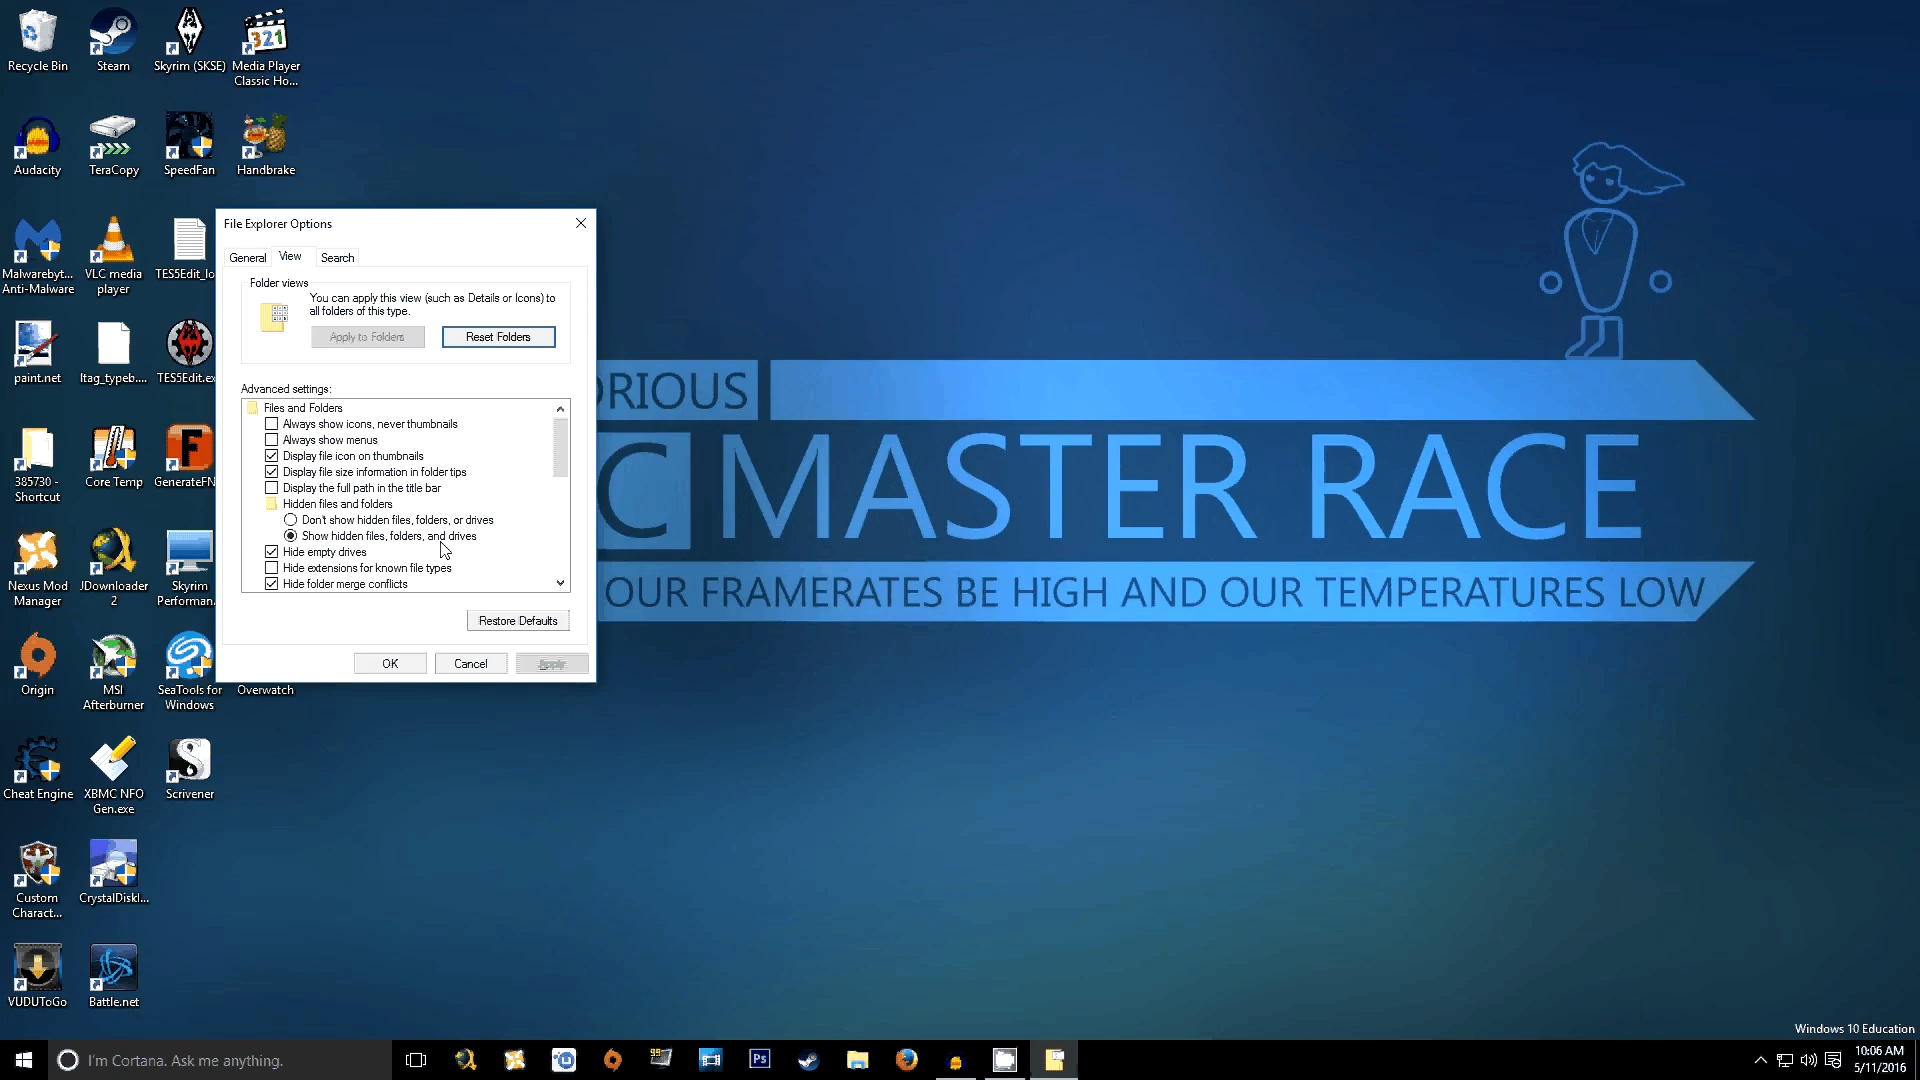 Recycle Bin
Steam
Skyrim (SKSE)
Media Player
Classic Ho...
321
Audacity
TeraCopy
SpeedFan
Handbrake
Malwarebyt...
Anti-Malware
VLC media
player
TES5Edit_lo
paint.net
ltag_typeb....
TES5Edit.ex
385730 -
Shortcut
Core Temp
GenerateFN
Nexus Mod
Manager
JDownloader
2
Skyrim
Performan.
Origin
MSI
Afterburner
SeaTools for
Windows
Overwatch
Cheat Engine
XBMC NFO
Gen.exe
Scrivener
Custom
Charact...
CrystalDiskI...
VUDUToGo
Battle.net
File Explorer Options
General
View
Search
Folder views
You can apply this view (such as Details or Icons) to
all folders of this type.
Apply to Folders
Reset Folders
Advanced settings:
Files and Folders
Always show icons, never thumbnails
Always show menus
Display file icon on thumbnails
Display file size information in folder tips
Display the full path in the title bar
Hidden files and folders
Don't show hidden files, folders, or drives
Show hidden files, folders, and drives
Hide empty drives
Hide extensions for known file types
Hide folder merge conflicts
Restore Defaults
OK
Cancel
Apply
ORIOUS
C MASTER RACE
OUR FRAMERATES BE HIGH AND OUR TEMPERATURES LOW
Windows 10 Education
I'm Cortana. Ask me anything.
Ps
10:06 AM
5/11/2016